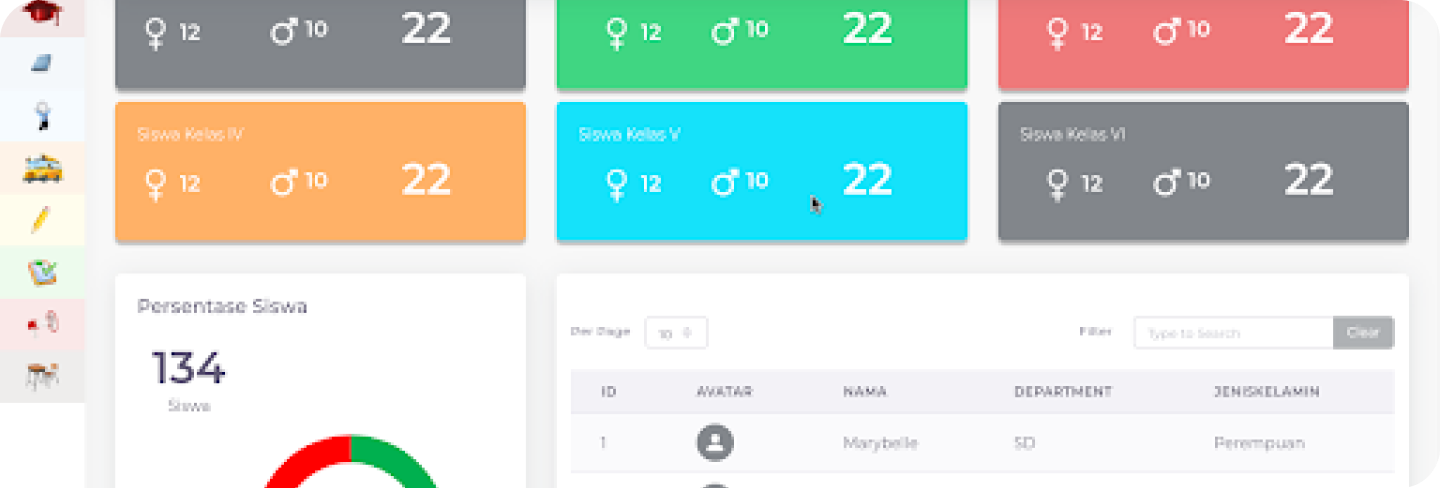 12 10 22
12 10 22
12 10 22
Siswa Kelas IV
12 10 22
Siswa Kelas V
12 10 22
Siswa Kelas VI
12 10 22
Persentase Siswa
134
Siswa
Per Page 10
Filter Type to Search Clear
ID AVATAR NAMA DEPARTMENT JENISKELAMIN
1 Marybelle SD Perempuan